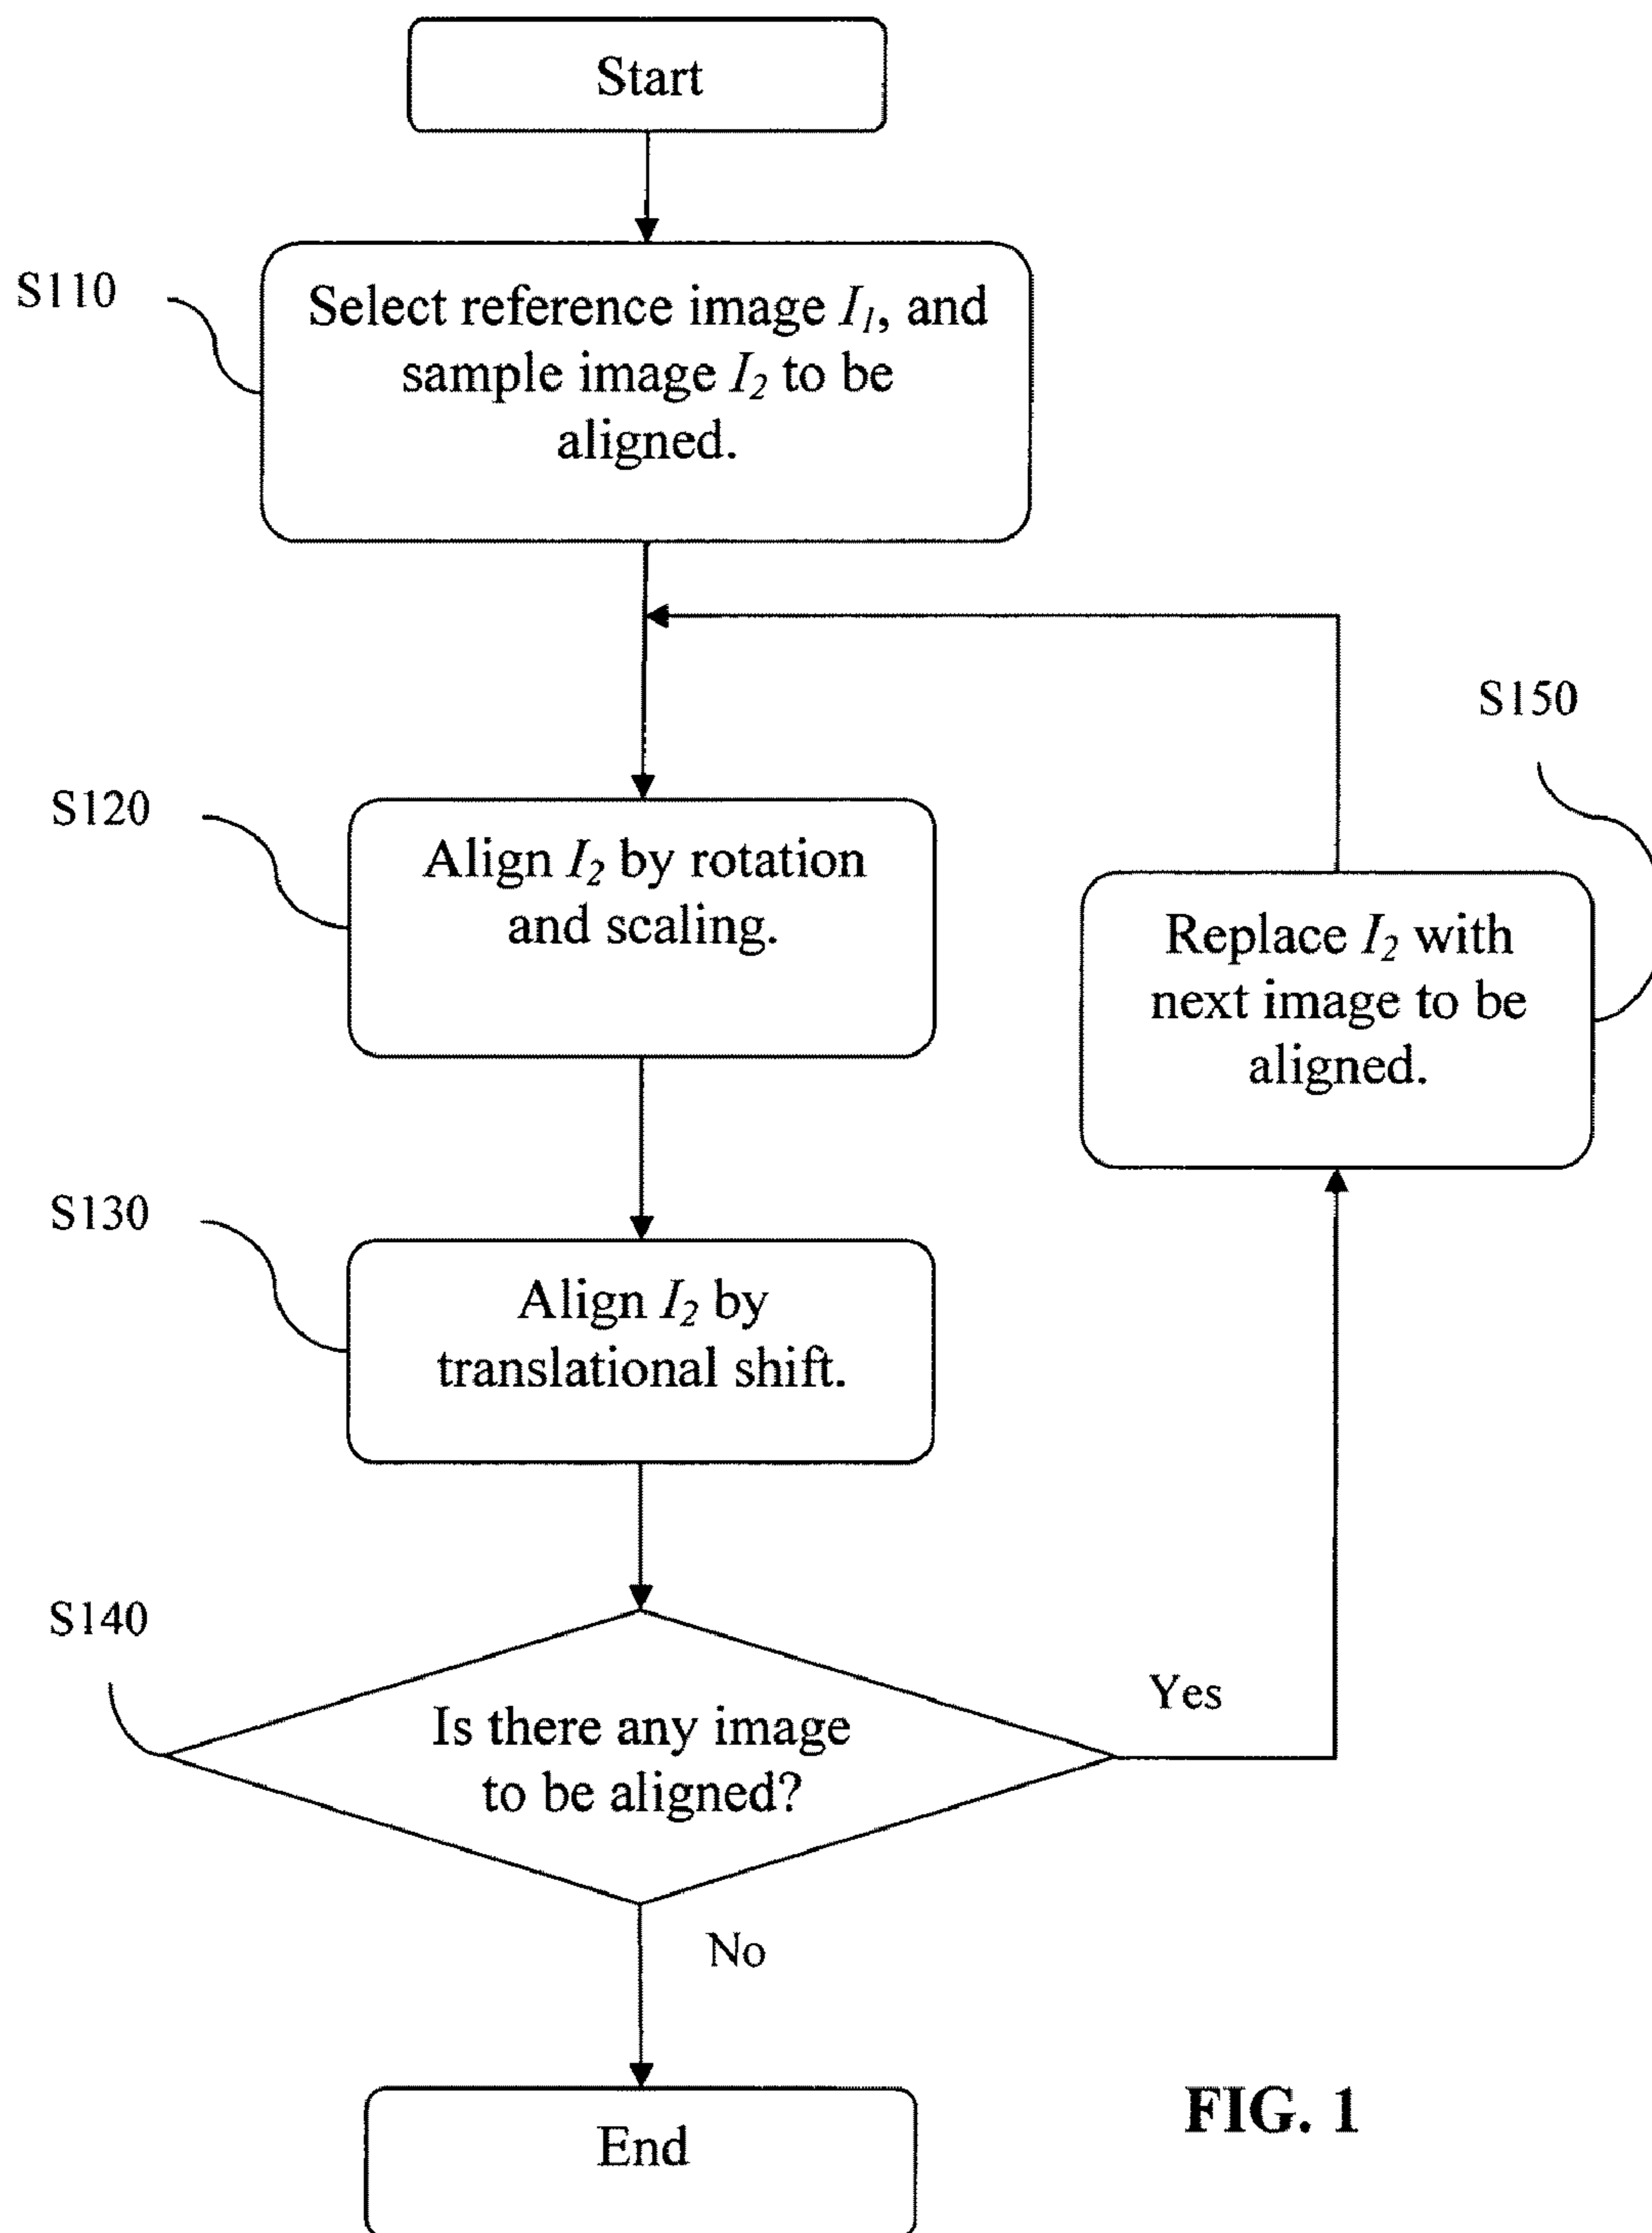 Start
S110
Select reference image I1, and
sample image I2 to be
aligned.
S150
S120
Align I2 by rotation
and scaling.
Replace I2 with
next image to be
aligned.
S130
Align I2 by
translational shift.
S140
Is there any image
to be aligned?
Yes
No
End
FIG. 1